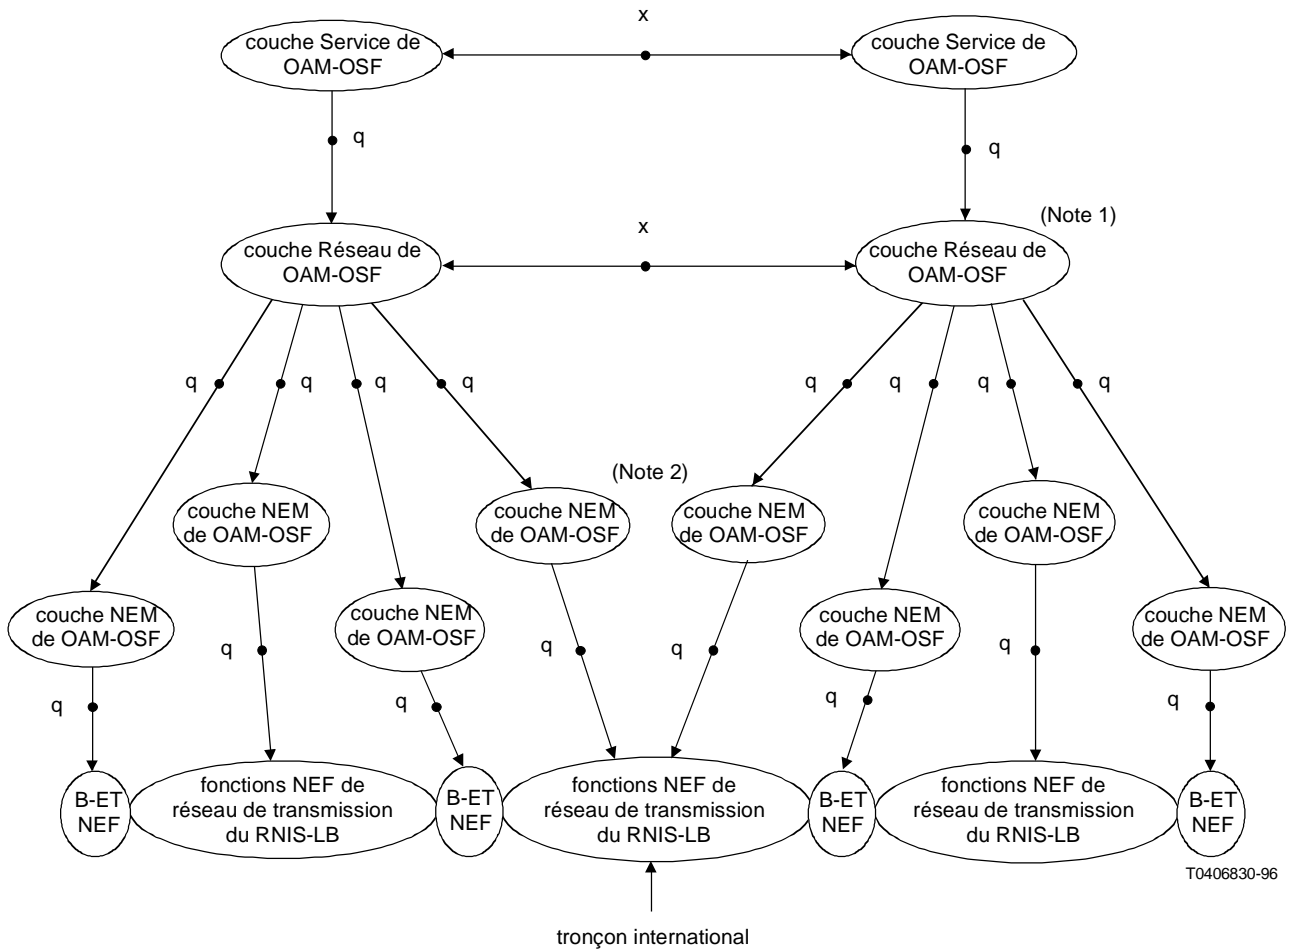 x
couche Service de
OAM-OSF
couche Service de
OAM-OSF
q
q
(Note 1)
x
couche Réseau de
OAM-OSF
couche Réseau de
OAM-OSF
q
q
q
q
q
q
q
q
(Note 2)
couche NEM
de OAM-OSF
couche NEM
de OAM-OSF
couche NEM
de OAM-OSF
couche NEM
de OAM-OSF
couche NEM
de OAM-OSF
couche NEM
de OAM-OSF
couche NEM
de OAM-OSF
couche NEM
de OAM-OSF
q
q
q
q
q
q
q
q
B-ET
NEF
fonctions NEF de
réseau de transmission
du RNIS-LB
B-ET
NEF
fonctions NEF de
réseau de transmission
du RNIS-LB
B-ET
NEF
fonctions NEF de
réseau de transmission
du RNIS-LB
B-ET
NEF
T0406830-96
tronçon international